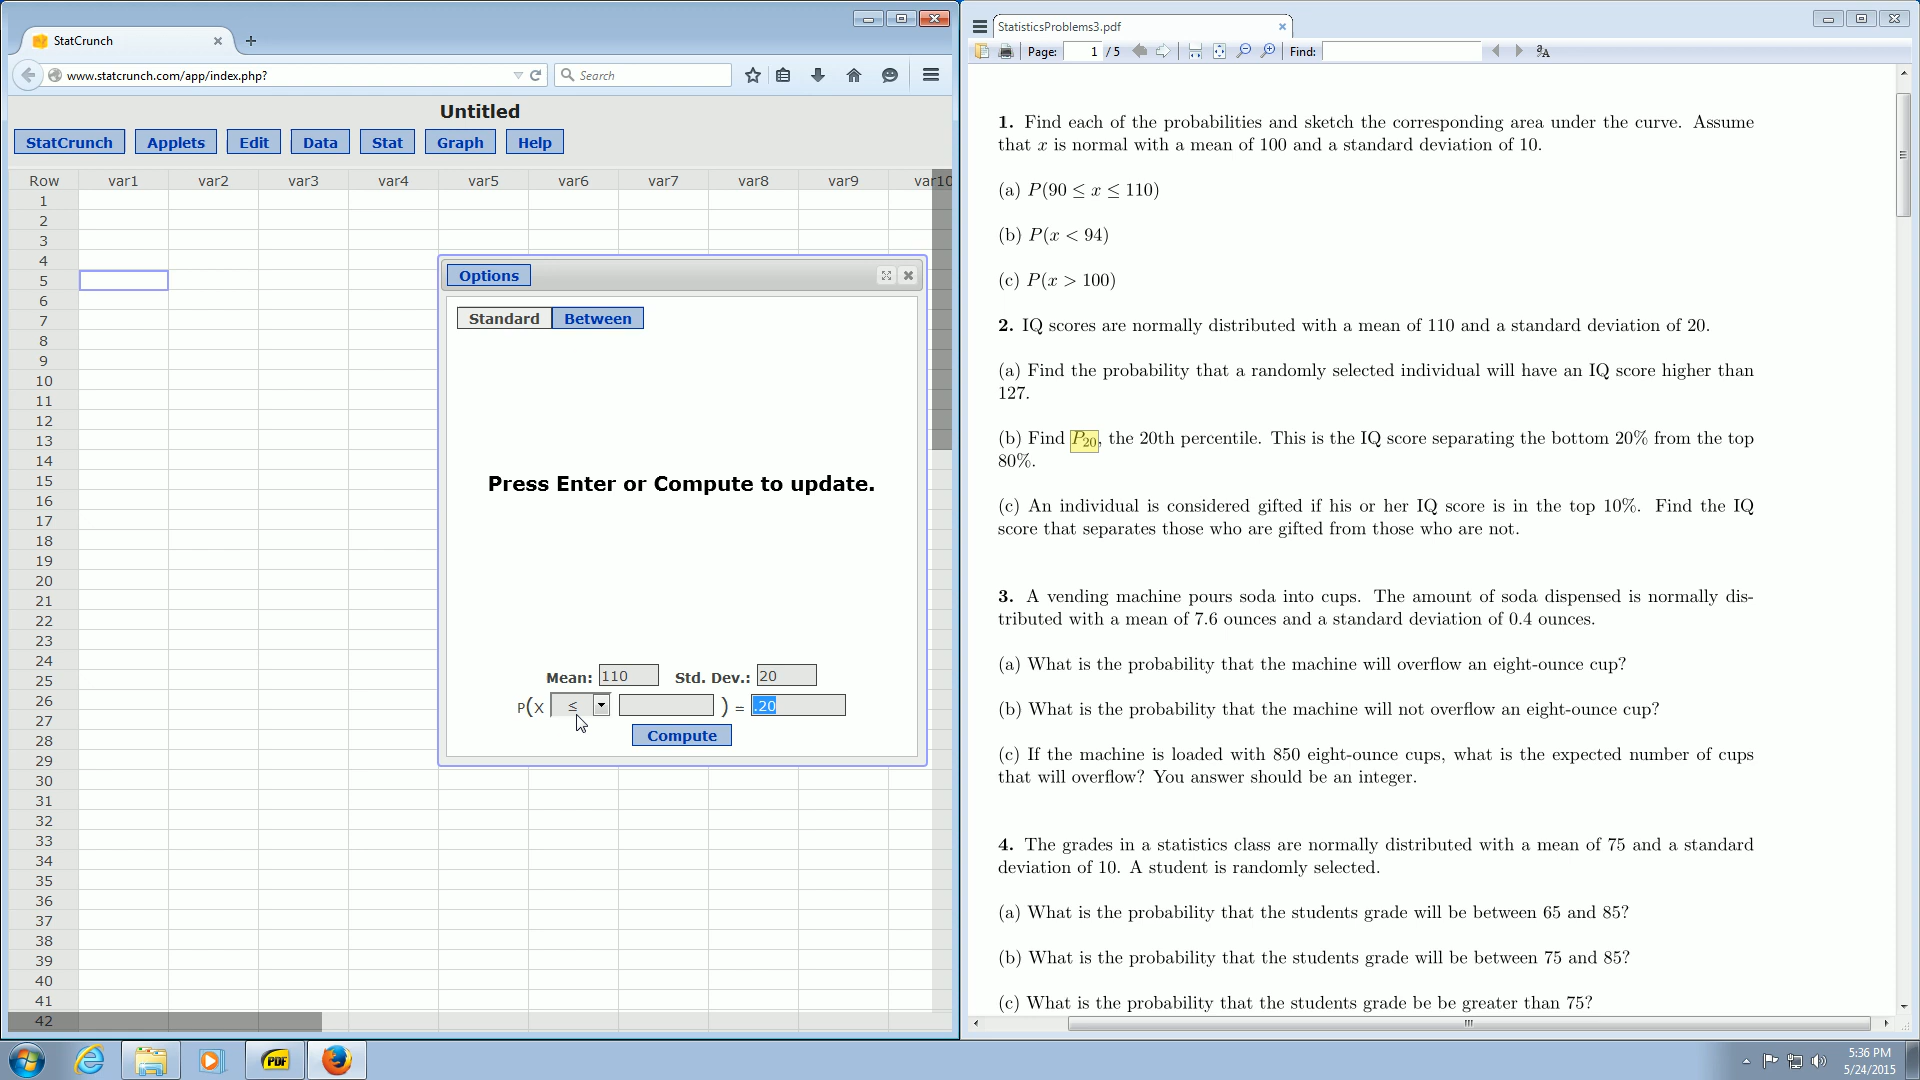 StatCrunch
www.statcrunch.com/app/index.php?
Search
Untitled
StatCrunch Applets Edit Data Stat Graph Help
Row var1 var2 var3 var4 var5 var6 var7 var8 var9 var10
1
2
3
4
5
6
7
8
9
10
11
12
13
14
15
16
17
18
19
20
21
22
23
24
25
26
27
28
29
30
31
32
33
34
35
36
37
38
39
40
41
42
Options
Standard Between
Press Enter or Compute to update.
Mean: 110 Std. Dev.: 20
P(X ≤ ) = .20
Compute
StatisticsProblems3.pdf
Page: 1 / 5 Find:
1. Find each of the probabilities and sketch the corresponding area under the curve. Assume
that x is normal with a mean of 100 and a standard deviation of 10.
(a) P(90 ≤ x ≤ 110)
(b) P(x < 94)
(c) P(x > 100)
2. IQ scores are normally distributed with a mean of 110 and a standard deviation of 20.
(a) Find the probability that a randomly selected individual will have an IQ score higher than
127.
(b) Find P20, the 20th percentile. This is the IQ score separating the bottom 20% from the top
80%.
(c) An individual is considered gifted if his or her IQ score is in the top 10%. Find the IQ
score that separates those who are gifted from those who are not.
3. A vending machine pours soda into cups. The amount of soda dispensed is normally dis-
tributed with a mean of 7.6 ounces and a standard deviation of 0.4 ounces.
(a) What is the probability that the machine will overflow an eight-ounce cup?
(b) What is the probability that the machine will not overflow an eight-ounce cup?
(c) If the machine is loaded with 850 eight-ounce cups, what is the expected number of cups
that will overflow? You answer should be an integer.
4. The grades in a statistics class are normally distributed with a mean of 75 and a standard
deviation of 10. A student is randomly selected.
(a) What is the probability that the students grade will be between 65 and 85?
(b) What is the probability that the students grade will be between 75 and 85?
(c) What is the probability that the students grade be be greater than 75?
PDF
5:36 PM
5/24/2015